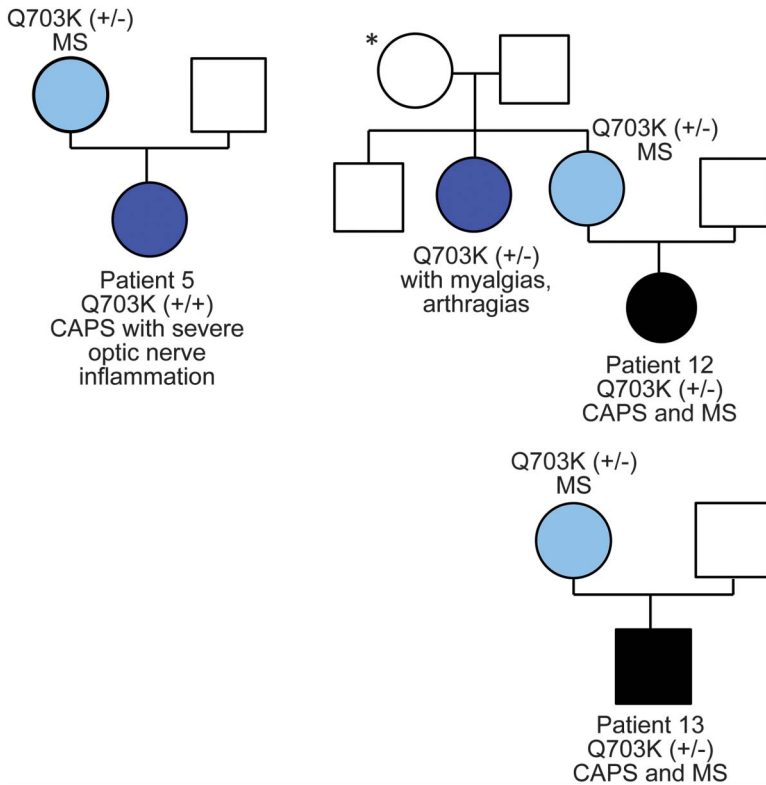 Q703K (+/-)
MS
Patient 5
Q703K (+/+)
CAPS with severe
optic nerve
inflammation
*
Q703K (+/-)
MS
Q703K (+/-)
with myalgias,
arthragias
Patient 12
Q703K (+/-)
CAPS and MS
Q703K (+/-)
MS
Patient 13
Q703K (+/-)
CAPS and MS